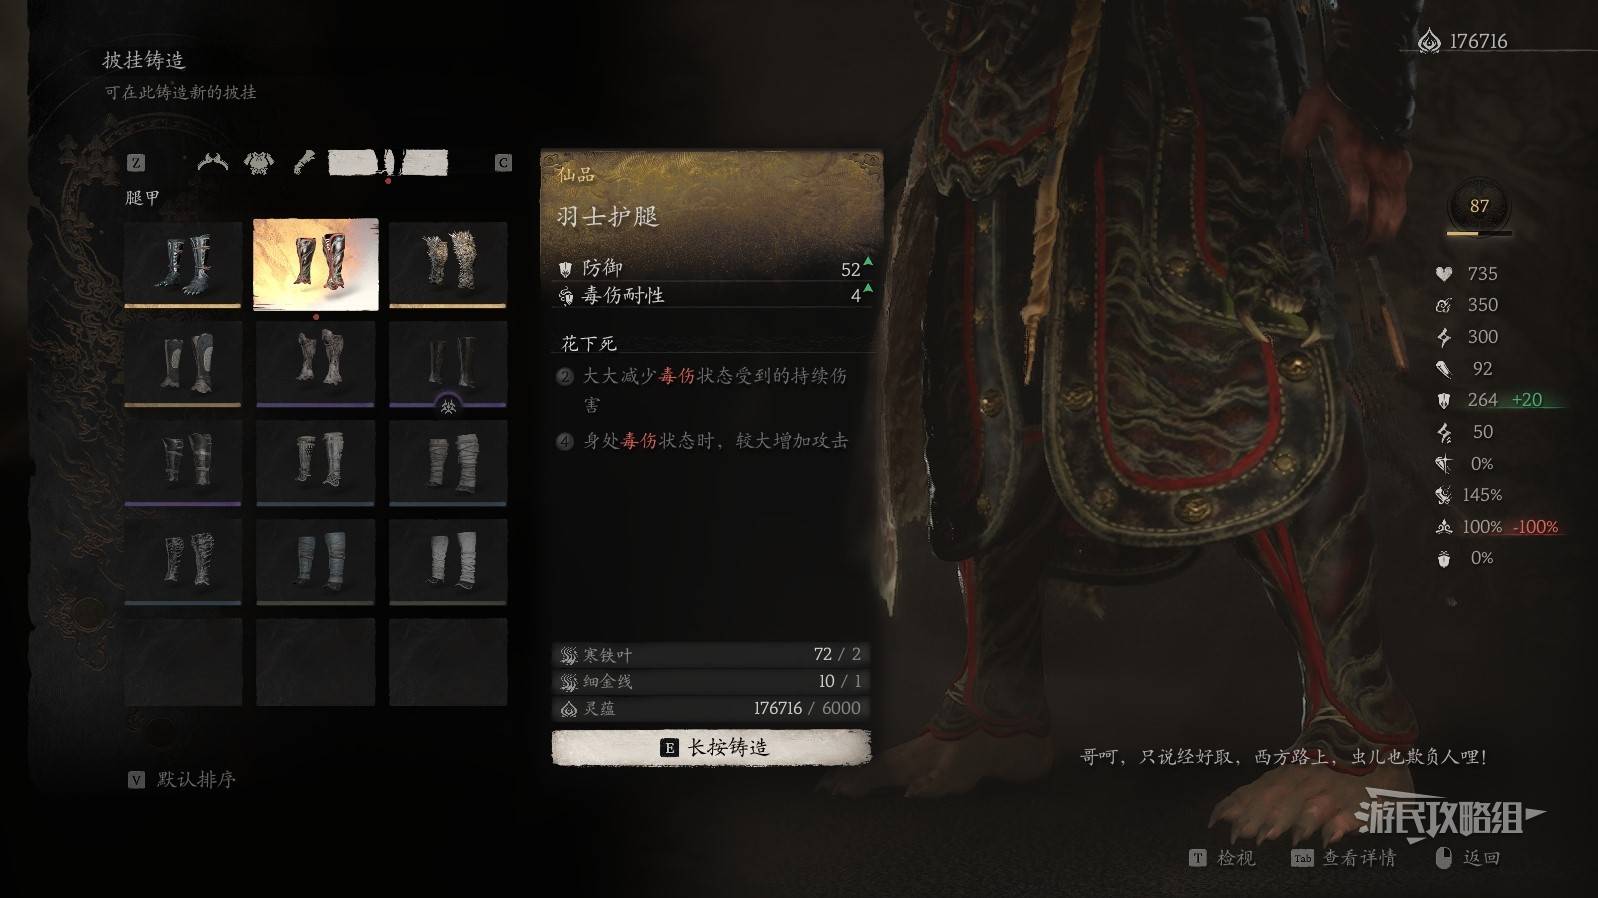 披挂铸造
可在此铸造新的披挂
176716
Z
C
腿甲
仙品
羽士护腿
防御 52
毒伤耐性 4
花下死
2 大大减少毒伤状态受到的持续伤
害
4 身处毒伤状态时，较大增加攻击
寒铁叶 72 / 2
细金线 10 / 1
灵蕴 176716 / 6000
E 长按铸造
V 默认排序
87
735
350
300
92
264 +20
50
0%
145%
100% -100%
0%
哥呵，只说经好取，西方路上，虫儿也欺负人哩！
游民攻略组
T 检视 Tab 查看详情 返回